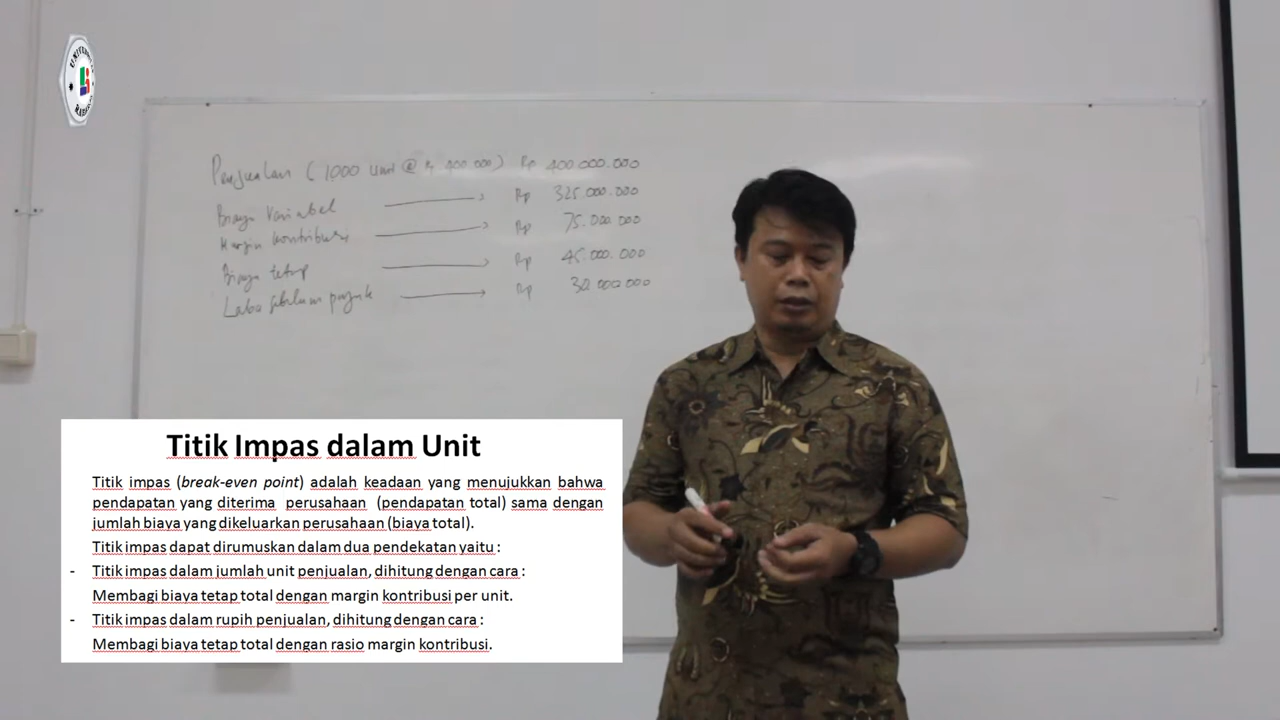 Penjualan (1000 unit @ Rp 400.000) Rp 400.000.000
Biaya Variabel → Rp 325.000.000
Margin kontribusi → Rp 75.000.000
Biaya tetap → Rp 45.000.000
Laba sebelum pajak → Rp 30.000.000
Titik Impas dalam Unit
Titik impas (break-even point) adalah keadaan yang menujukkan bahwa
pendapatan yang diterima perusahaan (pendapatan total) sama dengan
jumlah biaya yang dikeluarkan perusahaan (biaya total).
Titik impas dapat dirumuskan dalam dua pendekatan yaitu :
- Titik impas dalam jumlah unit penjualan, dihitung dengan cara :
Membagi biaya tetap total dengan margin kontribusi per unit.
- Titik impas dalam rupih penjualan, dihitung dengan cara :
Membagi biaya tetap total dengan rasio margin kontribusi.